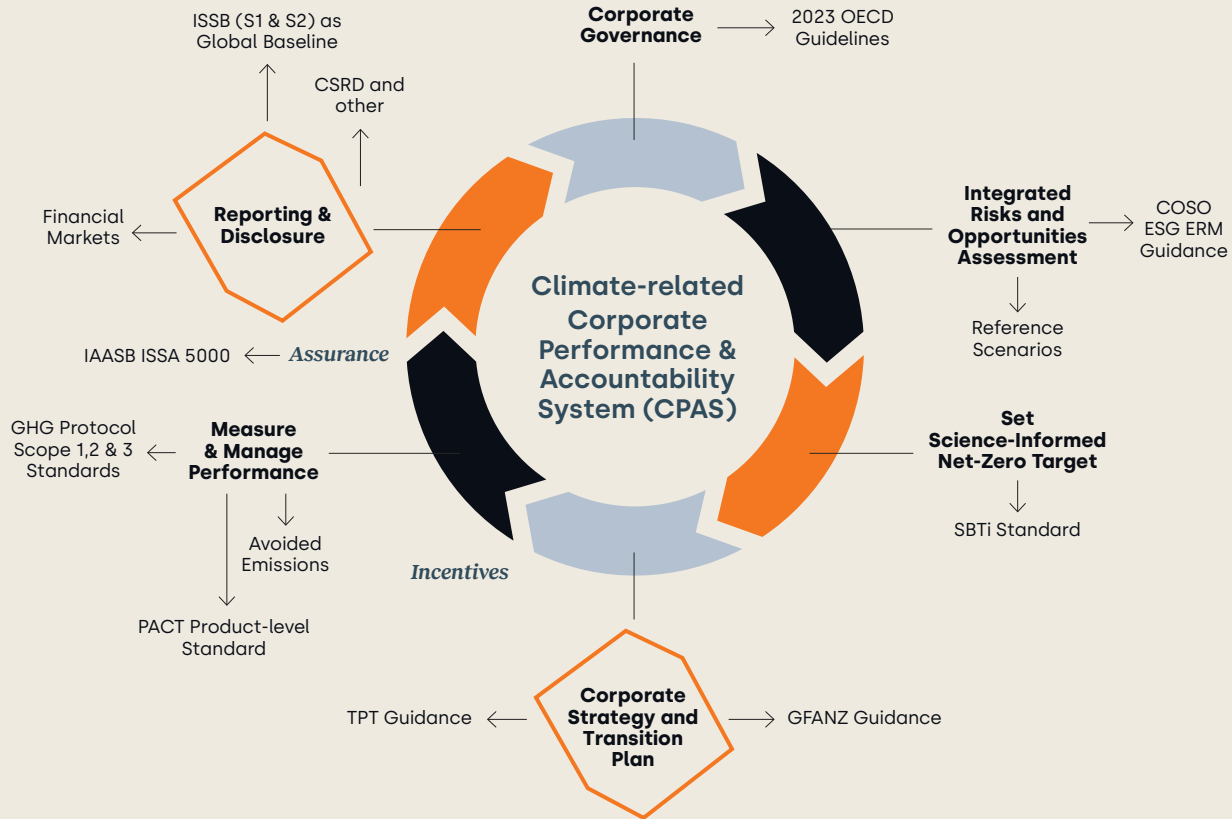 ISSB (S1 & S2) as
Global Baseline
CSRD and
other
Reporting &
Disclosure
Financial
Markets
Corporate
Governance
2023 OECD
Guidelines
Integrated
Risks and
Opportunities
Assessment
COSO
ESG ERM
Guidance
Reference
Scenarios
Climate-related
Corporate
Performance &
Accountability
System (CPAS)
IAASB ISSA 5000
Assurance
GHG Protocol
Scope 1,2 & 3
Standards
Measure
& Manage
Performance
Avoided
Emissions
PACT Product-level
Standard
Set
Science-Informed
Net-Zero Target
SBTi Standard
Incentives
TPT Guidance
Corporate
Strategy and
Transition
Plan
GFANZ Guidance